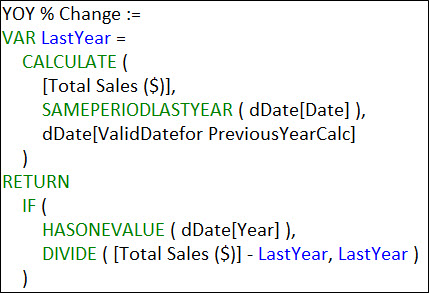 YOY % Change :=
VAR LastYear =
    CALCULATE (
        [Total Sales ($)],
        SAMEPERIODLASTYEAR ( dDate[Date] ),
        dDate[ValidDatefor PreviousYearCalc]
    )
RETURN
    IF (
        HASONEVALUE ( dDate[Year] ),
        DIVIDE ( [Total Sales ($)] - LastYear, LastYear )
    )